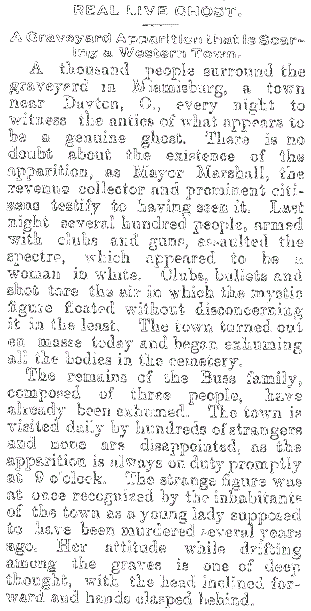 REAL LIVE GHOST.
A Graveyard Apparition that is Scar-
ing a Western Town.
A thousand people surround the
graveyard in Miamisburg, a town
near Dayton, O., every night to
witness the antics of what appears to
be a genuine ghost. There is no
doubt about the existence of the
apparition, as Mayor Marshall, the
revenue collector and prominent citi-
zens testify to having seen it. Last
night several hundred people, armed
with clubs and guns, assaulted the
spectre, which appeared to be a
woman in white. Clubs, bullets and
shot tore the air in which the mystic
figure floated without disconcerning
it in the least. The town turned out
en masse today and began exhuming
all the bodies in the cemetery.
The remains of the Buss family,
composed of three people, have
already been exhumed. The town is
visited daily by hundreds of strangers
and none are disappointed, as the
apparition is always on duty promptly
at 9 o'clock. The strange figure was
at once recognized by the inhabitants
of the town as a young lady supposed
to have been murdered several years
ago. Her attitude while drifting
among the graves is one of deep
thought, with the head inclined for-
ward and hands clasped behind.